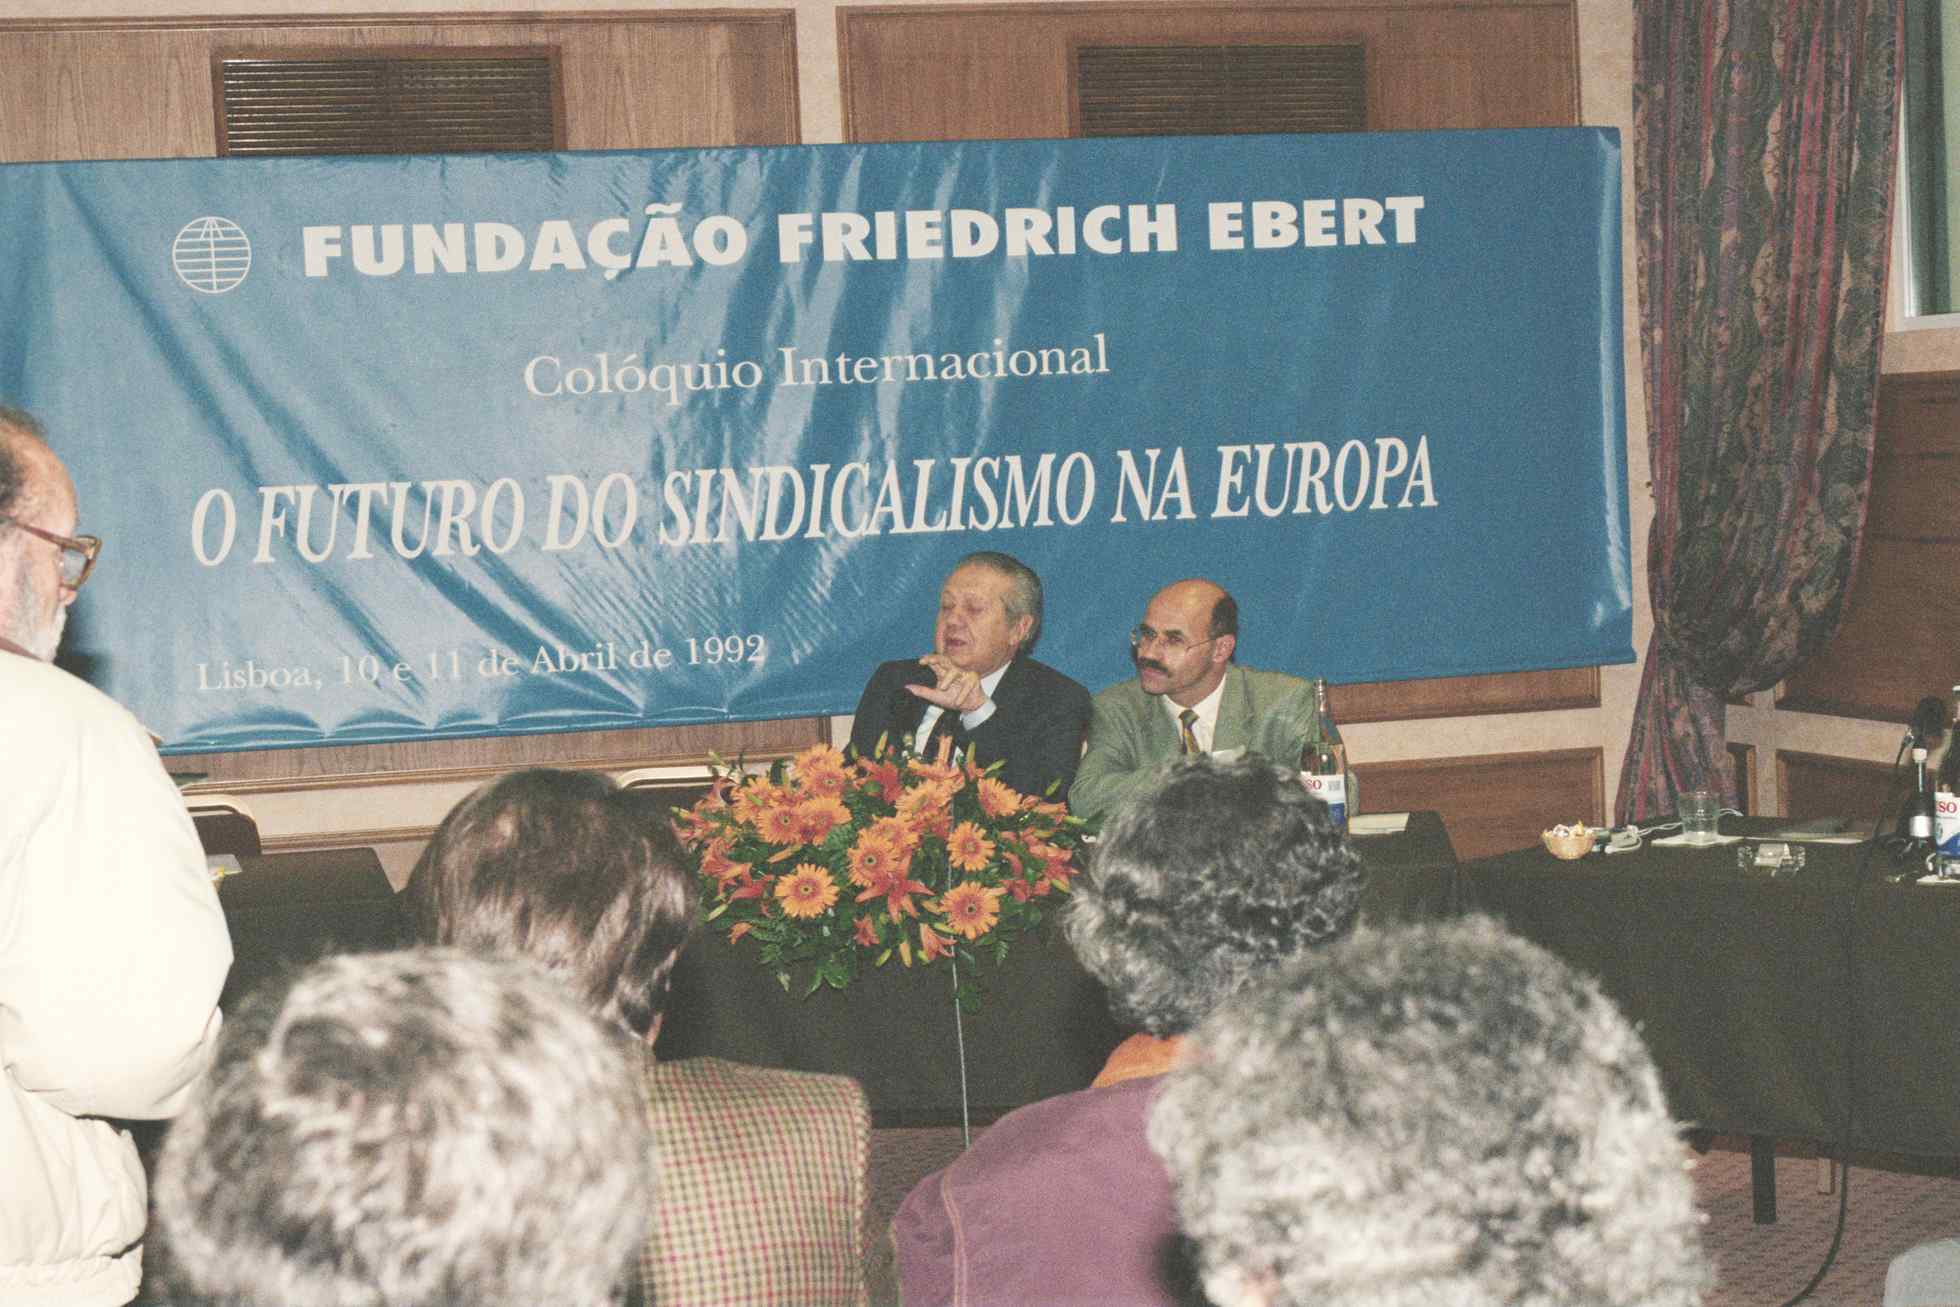 FUNDAÇÃO FRIEDRICH EBERT
Colóquio Internacional
O FUTURO DO SINDICALISMO NA EUROPA
Lisboa, 10 e 11 de Abril de 1992